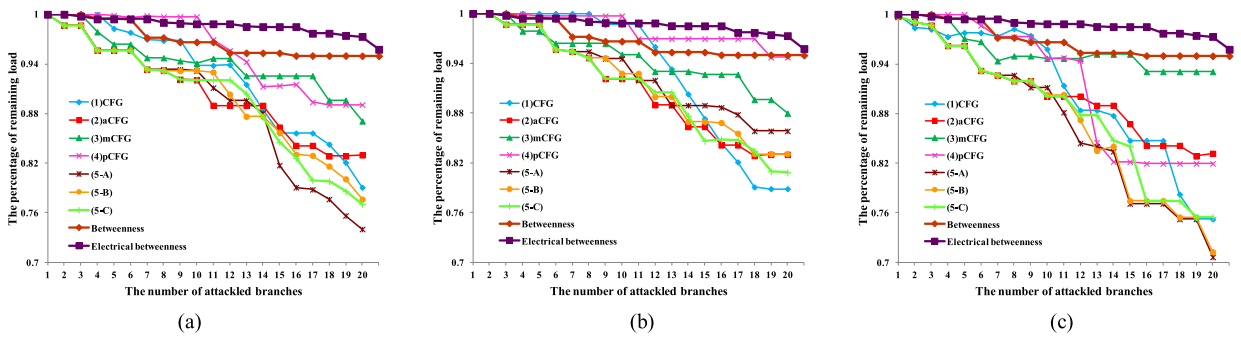 The percentage of remaining load
1
0.94
0.88
0.82
0.76
0.7
(1)CFG
(2)aCFG
(3)mCFG
(4)pCFG
(5-A)
(5-B)
(5-C)
Betweenness
Electrical betweenness
1 2 3 4 5 6 7 8 9 10 11 12 13 14 15 16 17 18 19 20
The number of attackled branches
(a)
The percentage of remaining load
1
0.94
0.88
0.82
0.76
0.7
(1)CFG
(2)aCFG
(3)mCFG
(4)pCFG
(5-A)
(5-B)
(5-C)
Betweenness
Electrical betweenness
1 2 3 4 5 6 7 8 9 10 11 12 13 14 15 16 17 18 19 20
The number of attackled branches
(b)
The percentage of remaining load
1
0.94
0.88
0.82
0.76
0.7
(1)CFG
(2)aCFG
(3)mCFG
(4)pCFG
(5-A)
(5-B)
(5-C)
Betweenness
Electrical betweenness
1 2 3 4 5 6 7 8 9 10 11 12 13 14 15 16 17 18 19 20
The number of attackled branches
(c)